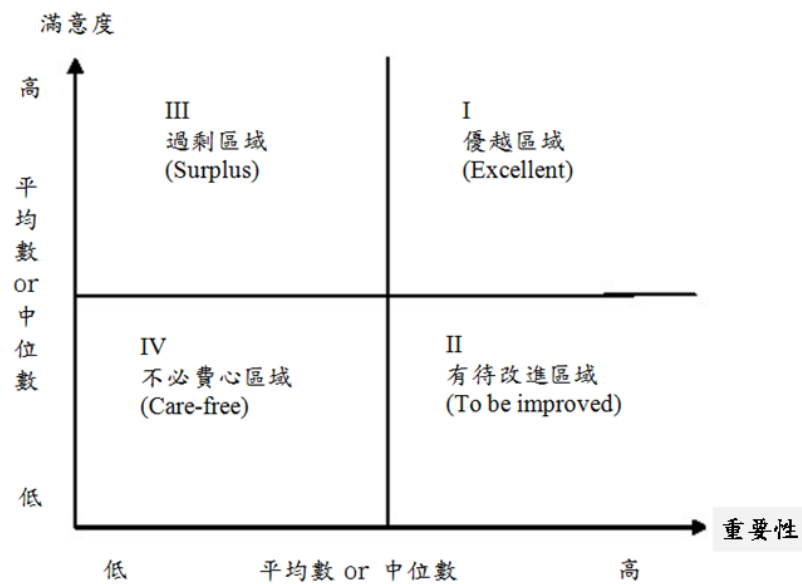 滿意度
高
平均數or中位數
低
III
過剩區域
(Surplus)
I
優越區域
(Excellent)
IV
不必費心區域
(Care-free)
II
有待改進區域
(To be improved)
重要性
低
平均數 or 中位數
高